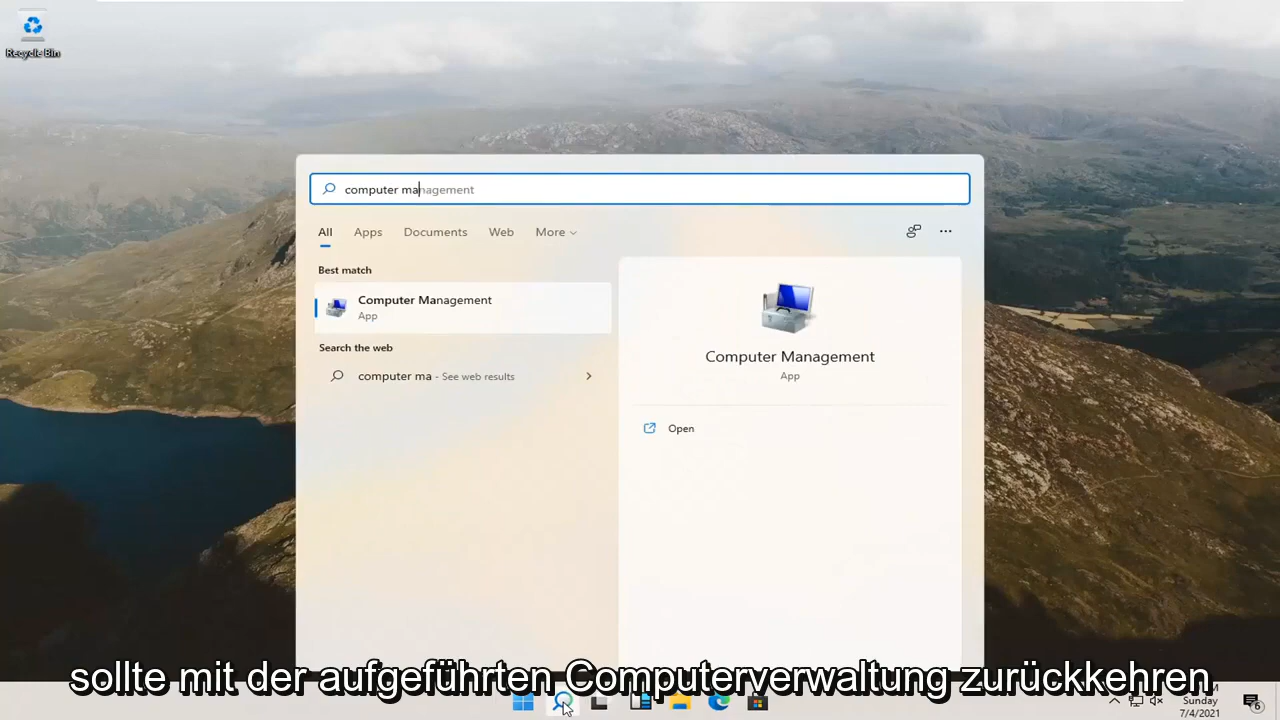 Recycle Bin
computer management
All Apps Documents Web More
Best match
Computer Management
App
Search the web
computer ma - See web results
Computer Management
App
Open
sollte mit der aufgeführten Computerverwaltung zurückkehren
Sunday
7/4/2021
6